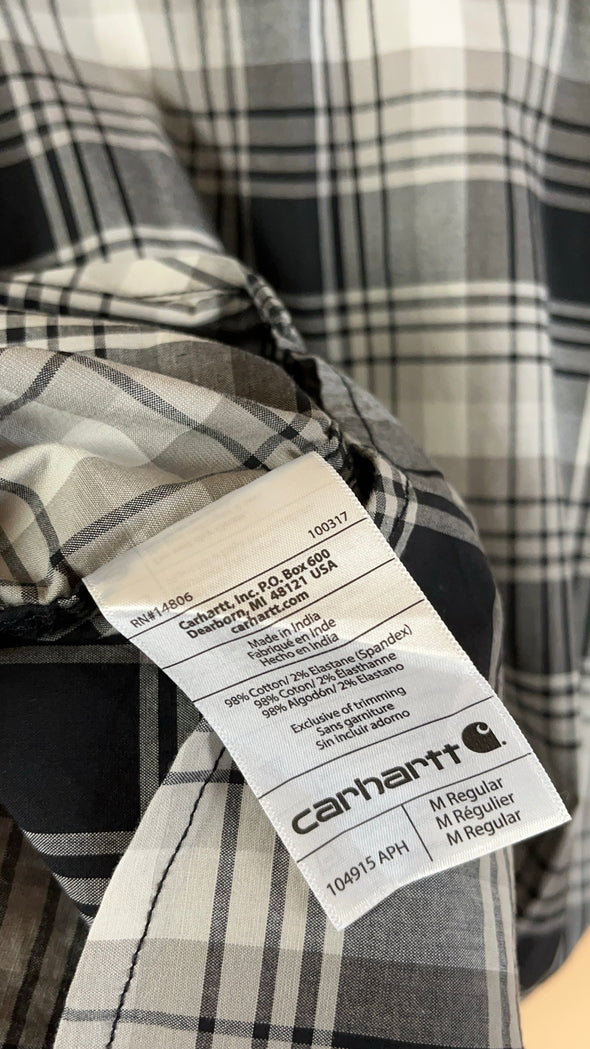 RN#14806 100317
Carhartt, Inc. P.O. Box 600
Dearborn, MI 48121 USA
carhartt.com
Made in India
Fabriqué en Inde
Hecho en India
98% Cotton/ 2% Elastane (Spandex)
98% Coton/ 2% Élasthanne
98% Algodón/ 2% Elastano
Exclusive of trimming
Sans garniture
Sin incluir adorno
carhartt
104915 APH
M Regular
M Régulier
M Regular